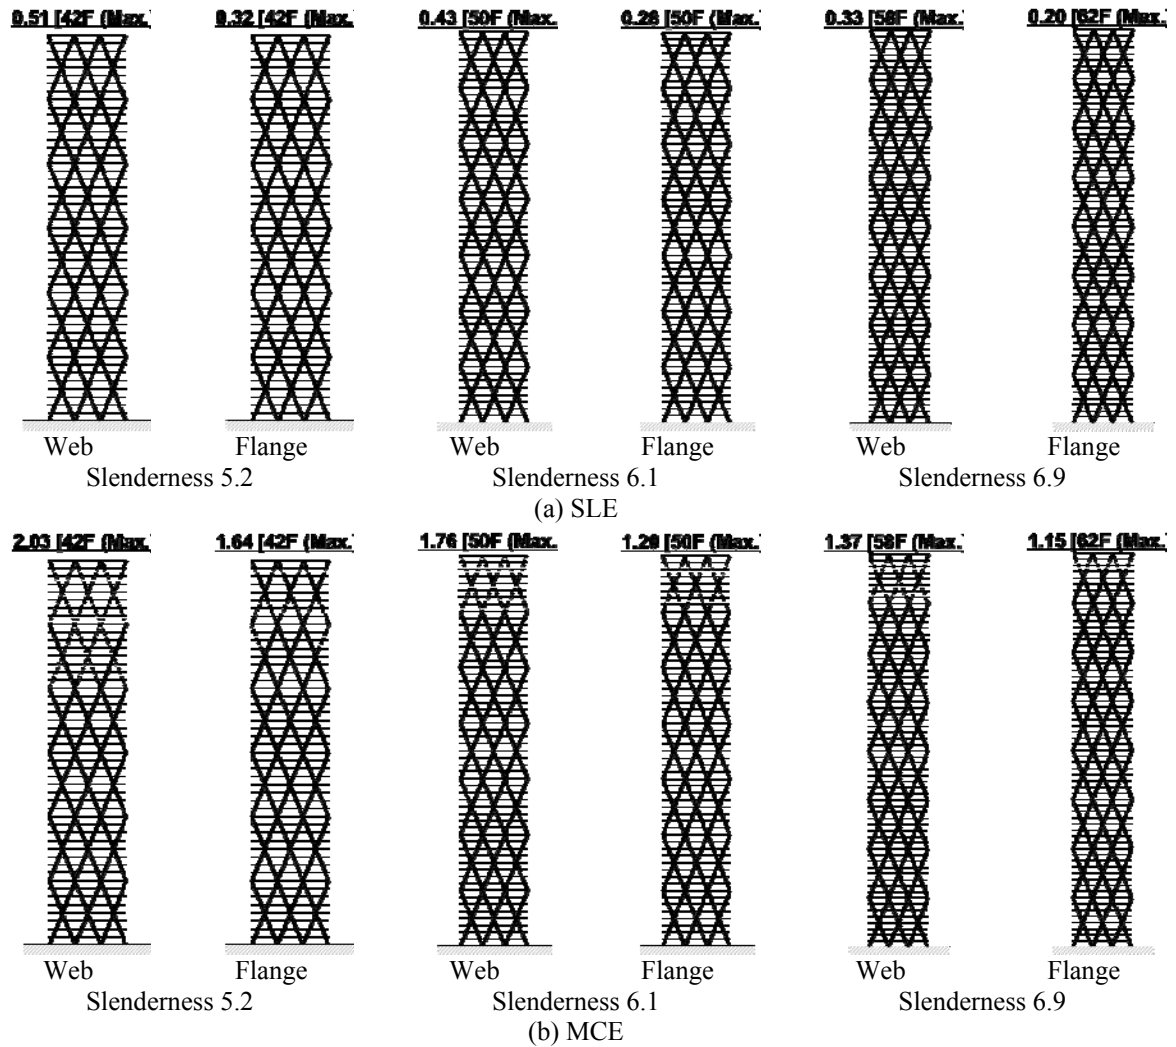 0.51 [42F (Max. 0.32 [42F (Max. 0.43 [50F (Max. 0.28 [50F (Max. 0.33 [58F (Max. 0.20 [62F (Max.
Web Flange Web Flange Web Flange
Slenderness 5.2 Slenderness 6.1 Slenderness 6.9
(a) SLE
2.03 [42F (Max. 1.64 [42F (Max. 1.76 [50F (Max. 1.29 [50F (Max. 1.37 [58F (Max. 1.15 [62F (Max.
Web Flange Web Flange Web Flange
Slenderness 5.2 Slenderness 6.1 Slenderness 6.9
(b) MCE